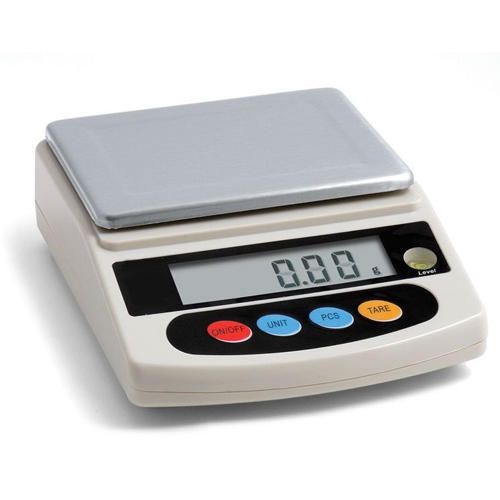 0.00 g
Level
ON/OFF UNIT PCS TARE